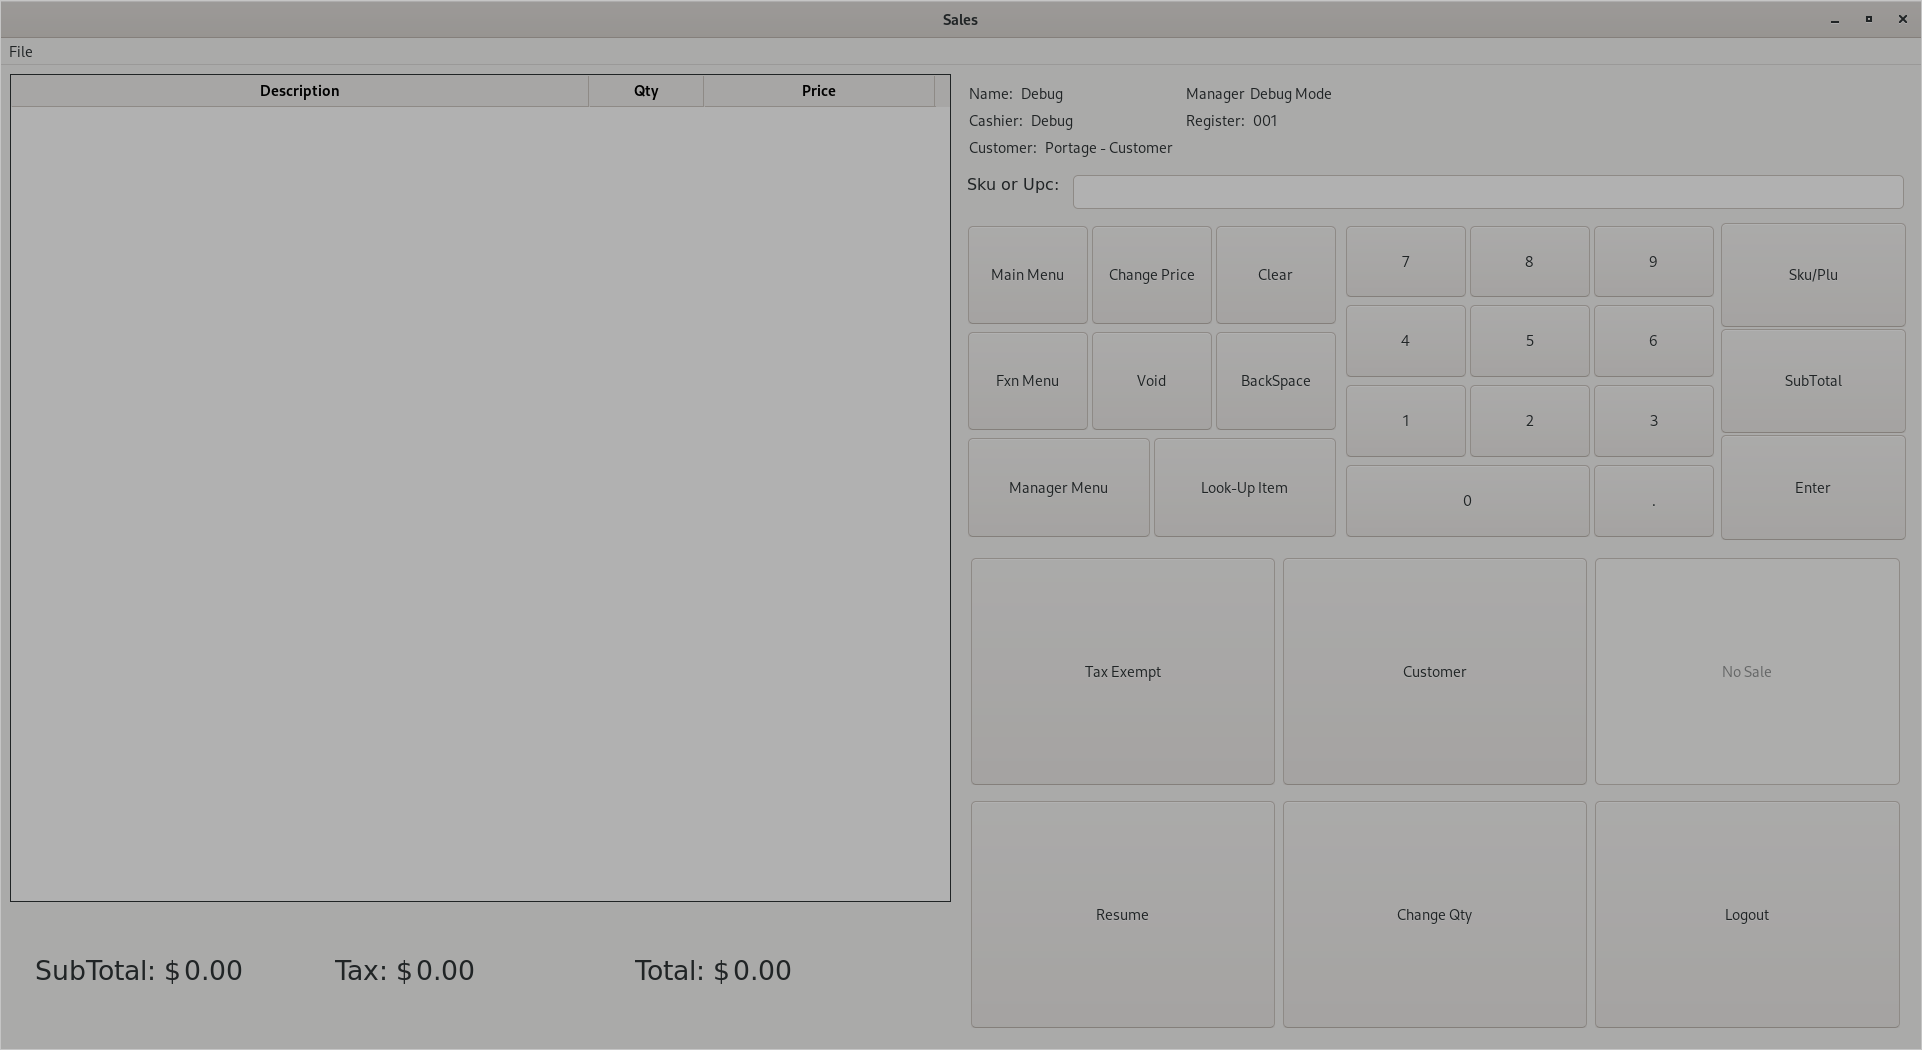 Sales
File
Description Qty Price
Name: Debug Manager Debug Mode
Cashier: Debug Register: 001
Customer: Portage - Customer
Sku or Upc:
Main Menu Change Price Clear 7 8 9 Sku/Plu
4 5 6
Fxn Menu Void BackSpace SubTotal
1 2 3
Manager Menu Look-Up Item 0 . Enter
Tax Exempt Customer No Sale
Resume Change Qty Logout
SubTotal: $0.00 Tax: $0.00 Total: $0.00